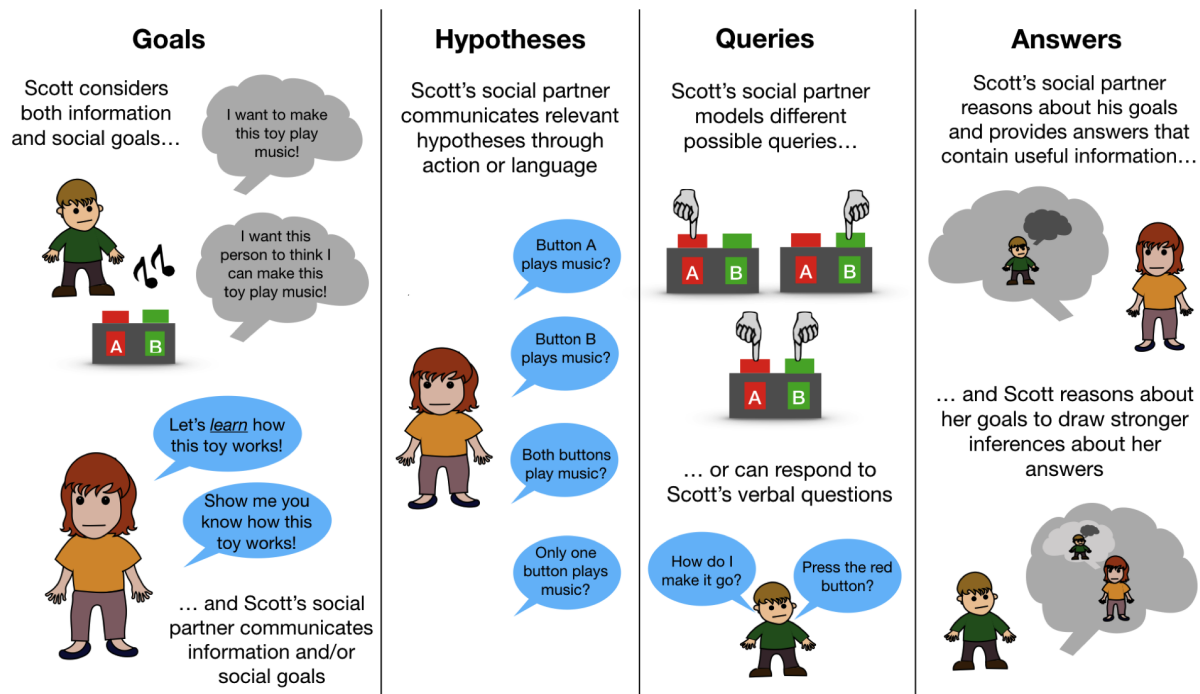 Goals
Scott considers
both information
and social goals…
I want to make
this toy play
music!
I want this
person to think I
can make this
toy play music!
A B
Let's learn how
this toy works!
Show me you
know how this
toy works!
… and Scott's social
partner communicates
information and/or
social goals
Hypotheses
Scott's social partner
communicates relevant
hypotheses through
action or language
Button A
plays music?
Button B
plays music?
Both buttons
play music?
Only one
button plays
music?
Queries
Scott's social partner
models different
possible queries…
A B
A B
A B
… or can respond to
Scott's verbal questions
How do I
make it go?
Press the red
button?
Answers
Scott's social partner
reasons about his goals
and provides answers that
contain useful information…
… and Scott reasons about
her goals to draw stronger
inferences about her
answers